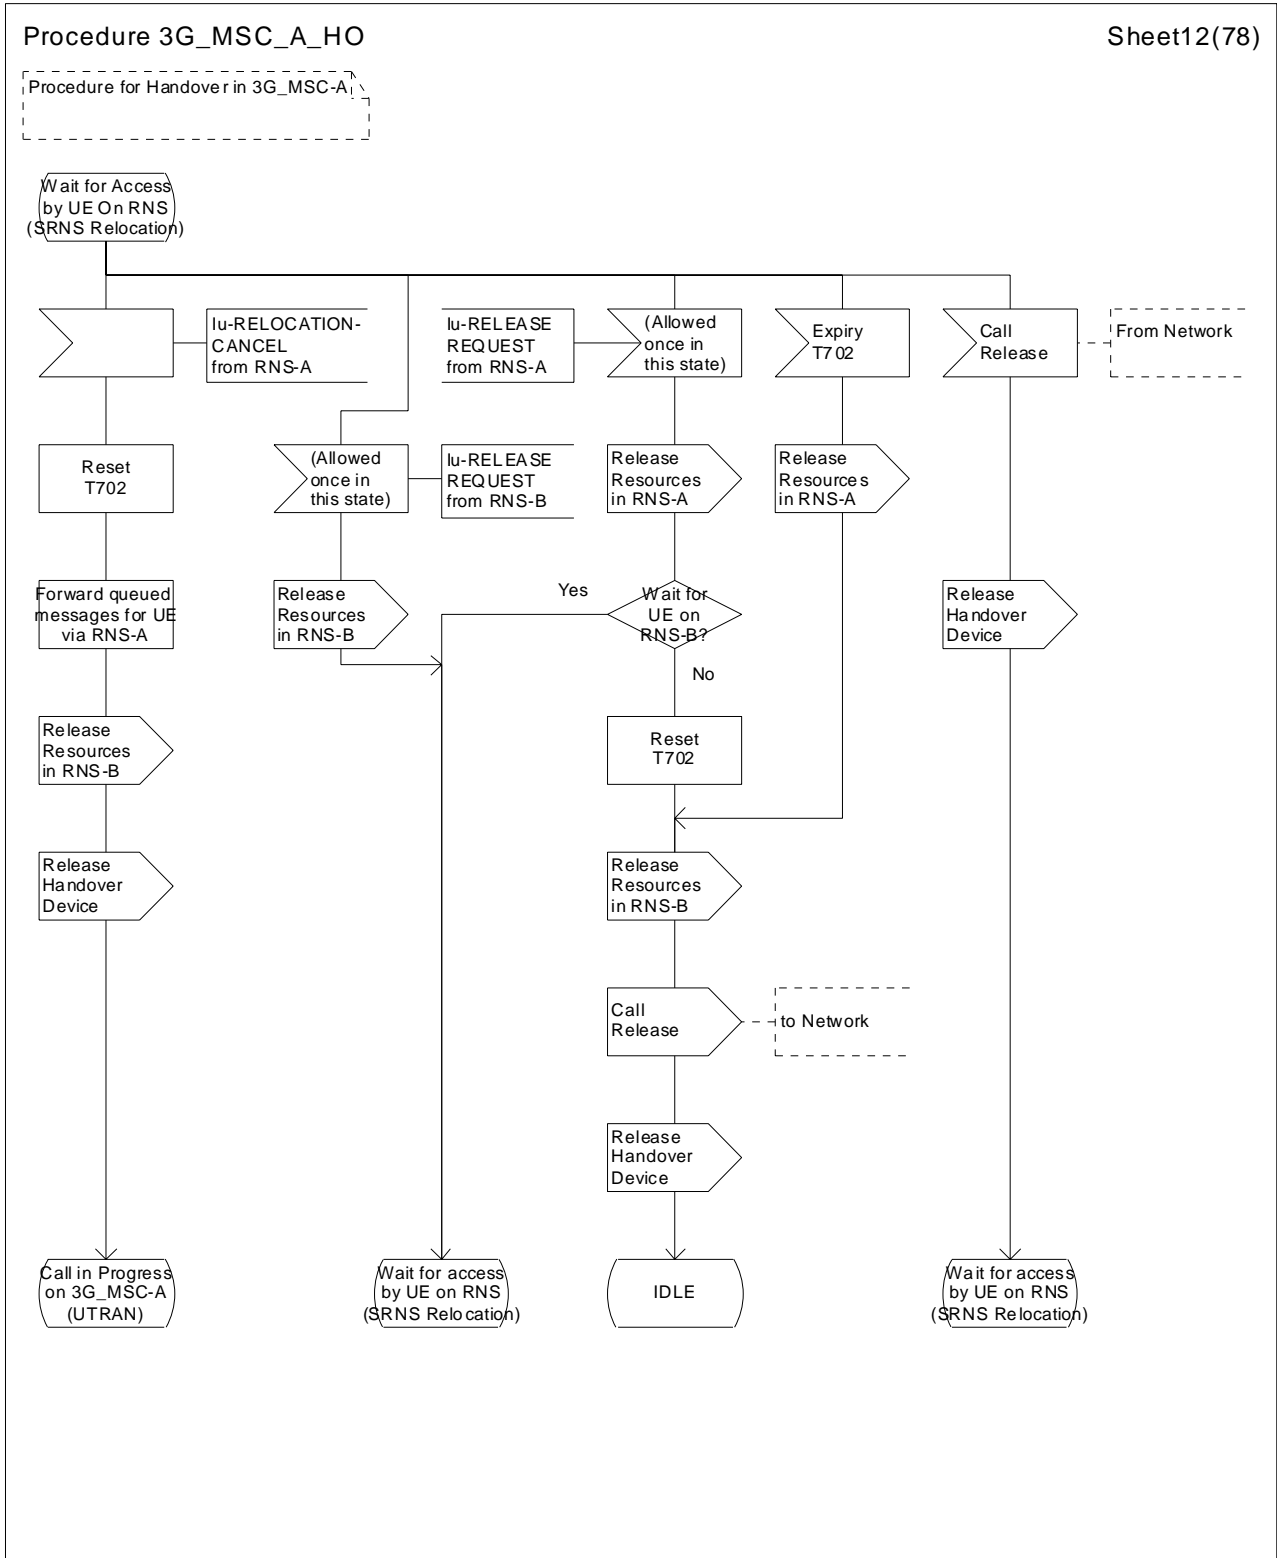 Procedure 3G_MSC_A_HO
Sheet12(78)
Procedure for Handover in 3G_MSC-A
Wait for Access
by UE On RNS
(SRNS Relocation)
Iu-RELOCATION-
CANCEL
from RNS-A
Iu-RELEASE
REQUEST
from RNS-A
(Allowed
once in
this state)
Expiry
T702
Call
Release
From Network
Reset
T702
(Allowed
once in
this state)
Iu-RELEASE
REQUEST
from RNS-B
Release
Resources
in RNS-A
Release
Resources
in RNS-A
Forward queued
messages for UE
via RNS-A
Release
Resources
in RNS-B
Yes
Wait for
UE on
RNS-B?
No
Release
Handover
Device
Release
Resources
in RNS-B
Reset
T702
Release
Handover
Device
Release
Resources
in RNS-B
Call
Release
to Network
Release
Handover
Device
Call in Progress
on 3G_MSC-A
(UTRAN)
Wait for access
by UE on RNS
(SRNS Relocation)
IDLE
Wait for access
by UE on RNS
(SRNS Relocation)